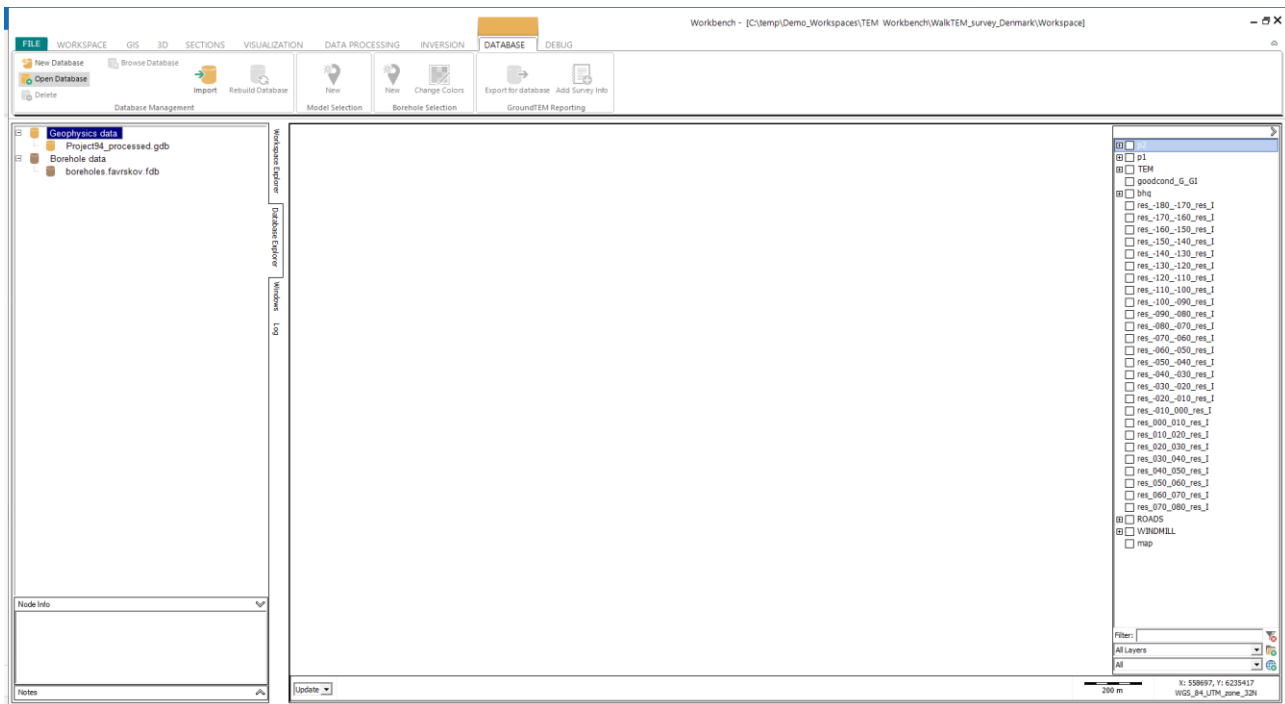 Workbench - [C:\temp\Demo_Workspaces\TEM Workbench\WalkTEM_survey_Denmark\Workspace]
FILE WORKSPACE GIS 3D SECTIONS VISUALIZATION DATA PROCESSING INVERSION DATABASE DEBUG
New Database
Browse Database
Open Database
Delete
Import
Rebuild Database
New
New
Change Colors
Export for database
Add Survey Info
Database Management
Model Selection
Borehole Selection
GroundTEM Reporting
Geophysics data
Project94_processed.gdb
Borehole data
boreholes.favrskov.fdb
Workspace Explorer
Database Explorer
Windows
Log
p2
p1
TEM
goodcond_G_GI
bhq
res_-180_-170_res_I
res_-170_-160_res_I
res_-160_-150_res_I
res_-150_-140_res_I
res_-140_-130_res_I
res_-130_-120_res_I
res_-120_-110_res_I
res_-110_-100_res_I
res_-100_-090_res_I
res_-090_-080_res_I
res_-080_-070_res_I
res_-070_-060_res_I
res_-060_-050_res_I
res_-050_-040_res_I
res_-040_-030_res_I
res_-030_-020_res_I
res_-020_-010_res_I
res_-010_000_res_I
res_000_010_res_I
res_010_020_res_I
res_020_030_res_I
res_030_040_res_I
res_040_050_res_I
res_050_060_res_I
res_060_070_res_I
res_070_080_res_I
ROADS
WINDMILL
map
Node Info
Notes
Filter:
All Layers
All
Update
200 m
X: 558697, Y: 6235417
WGS_84_UTM_zone_32N